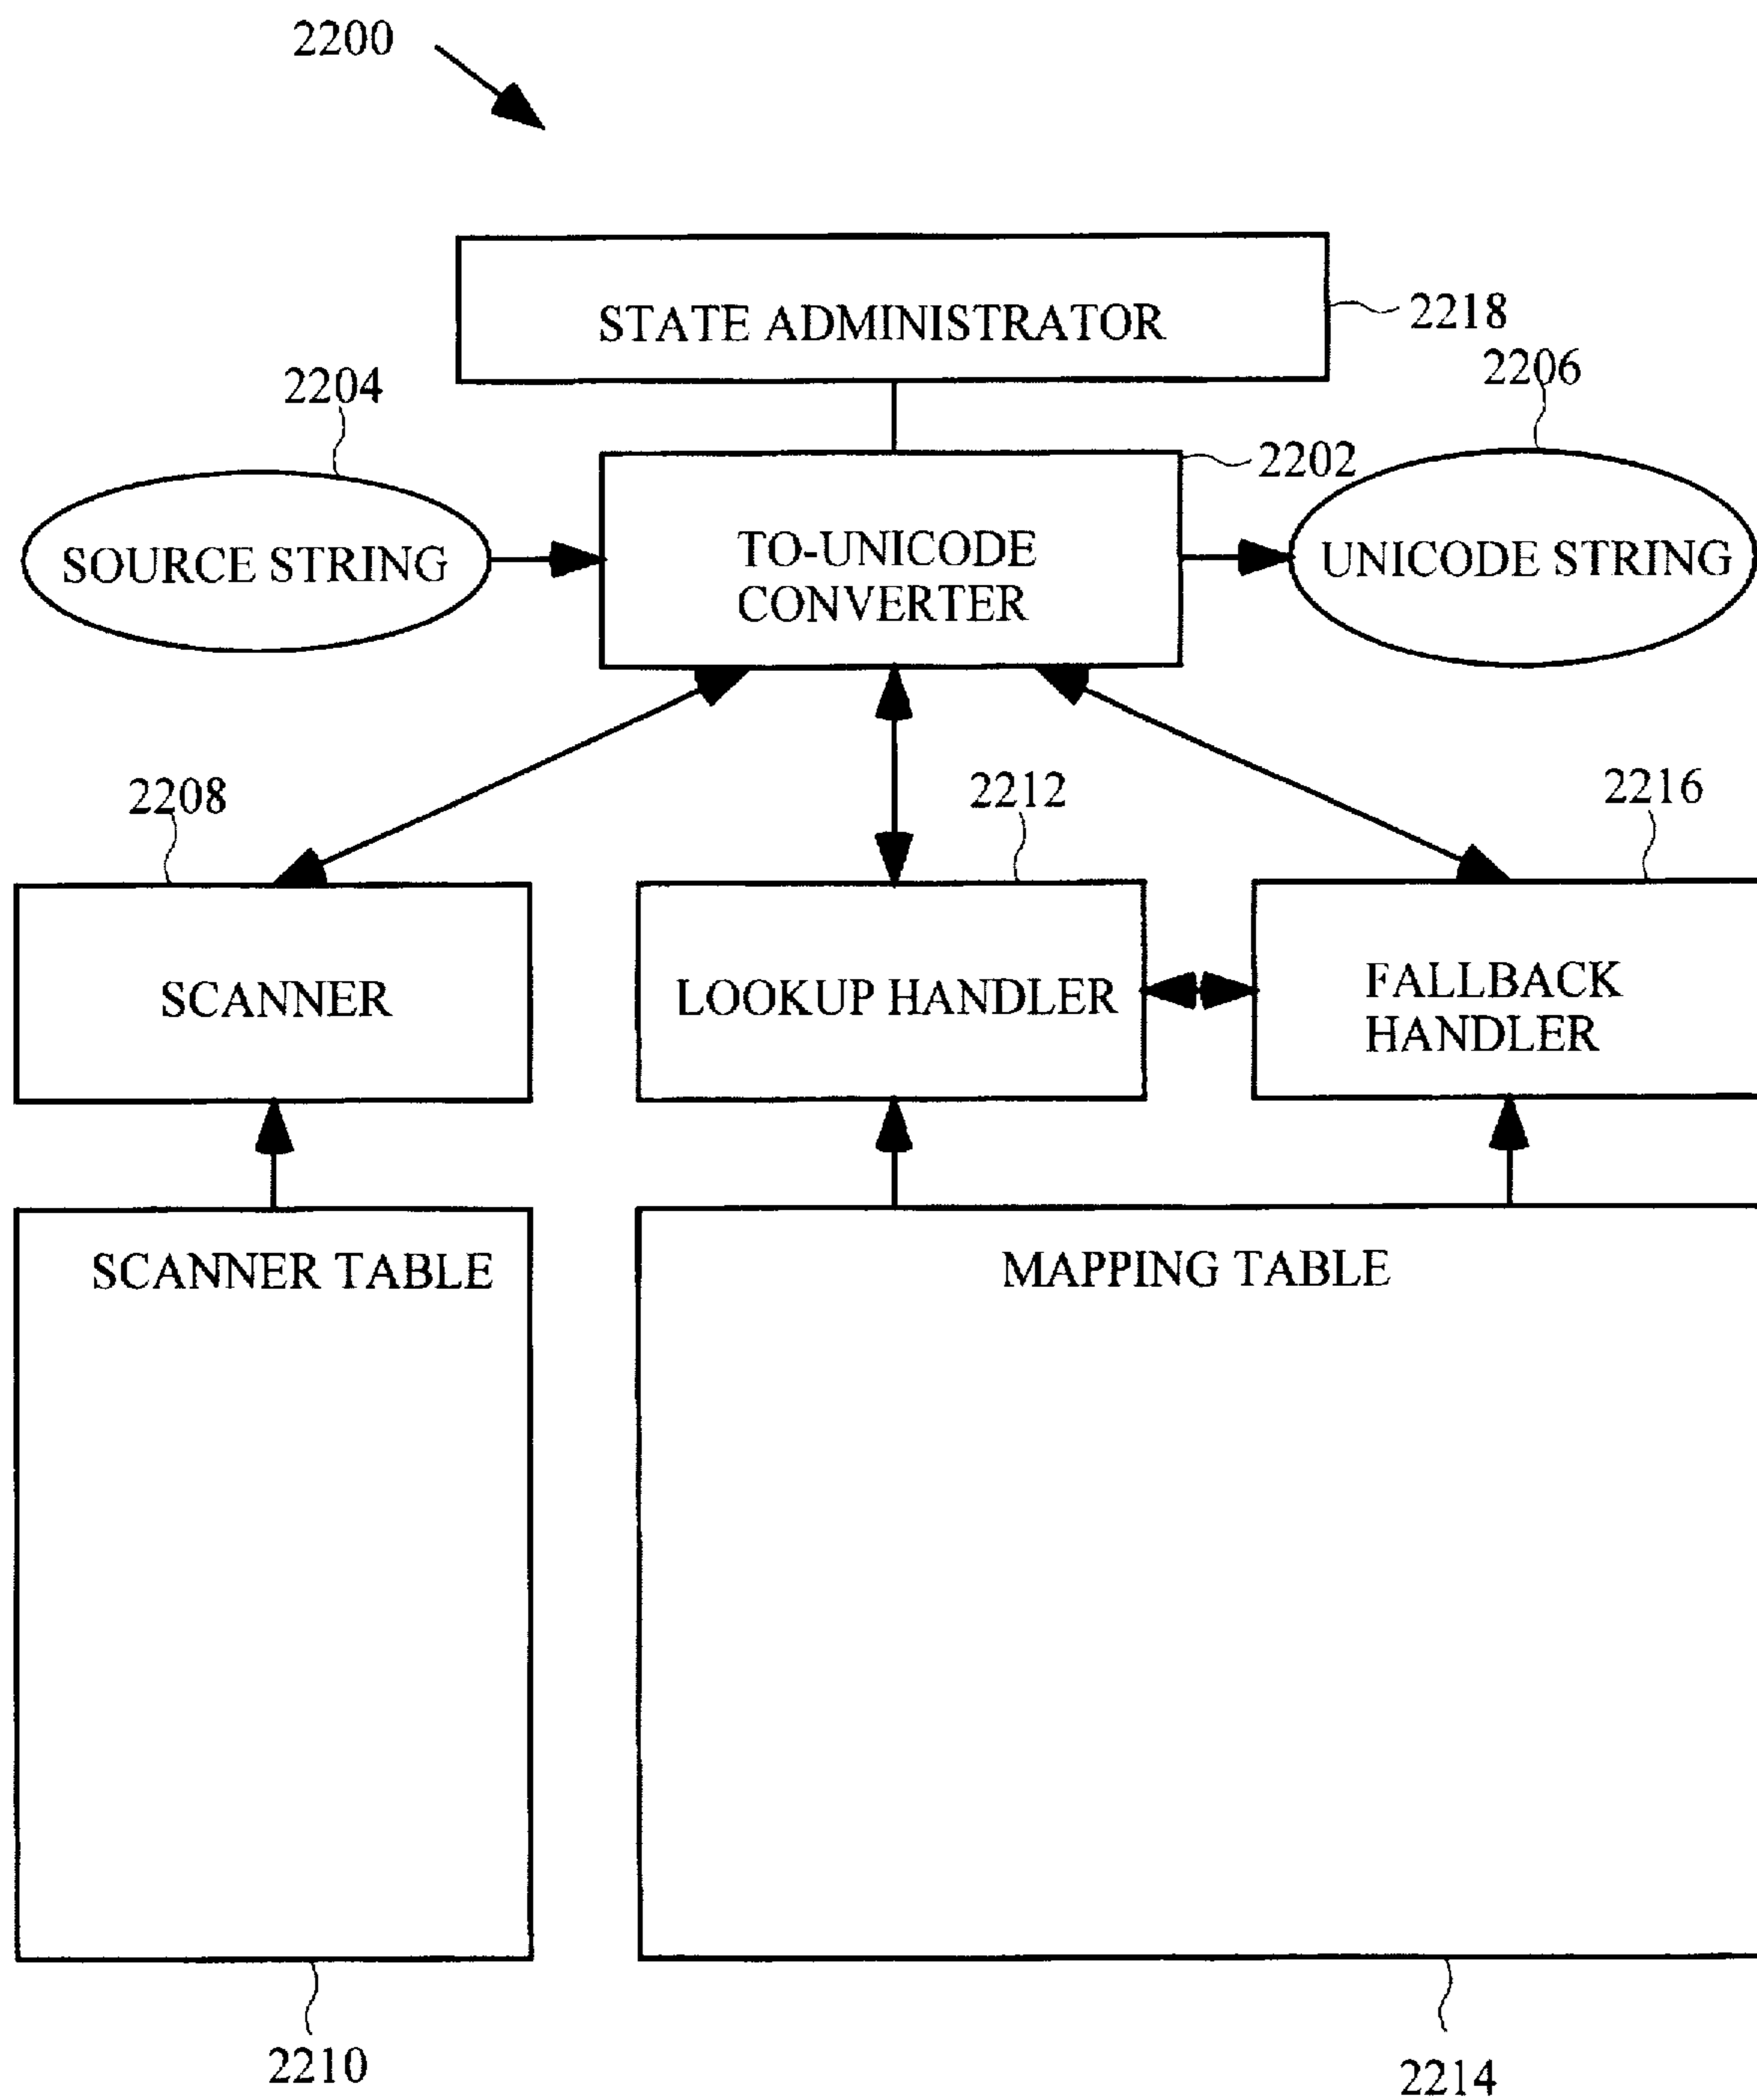 2200
STATE ADMINISTRATOR
2218
2204
2206
2202
SOURCE STRING
TO-UNICODE
CONVERTER
UNICODE STRING
2208
2212
2216
SCANNER
LOOKUP HANDLER
FALLBACK
HANDLER
SCANNER TABLE
MAPPING TABLE
2210
2214